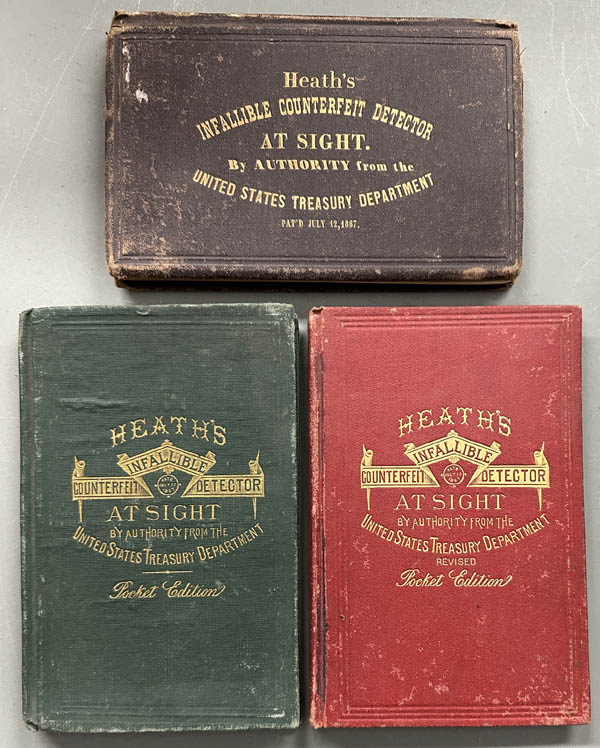 Heath's
INFALLIBLE COUNTERFEIT DETECTOR
AT SIGHT.
By AUTHORITY from the
UNITED STATES TREASURY DEPARTMENT
PAT'D JULY 12, 1867.
HEATH'S
INFALLIBLE
COUNTERFEIT DETECTOR
AT SIGHT
BY AUTHORITY FROM THE
UNITED STATES TREASURY DEPARTMENT
Pocket Edition
HEATH'S
INFALLIBLE
COUNTERFEIT DETECTOR
AT SIGHT
BY AUTHORITY FROM THE
UNITED STATES TREASURY DEPARTMENT
REVISED
Pocket Edition